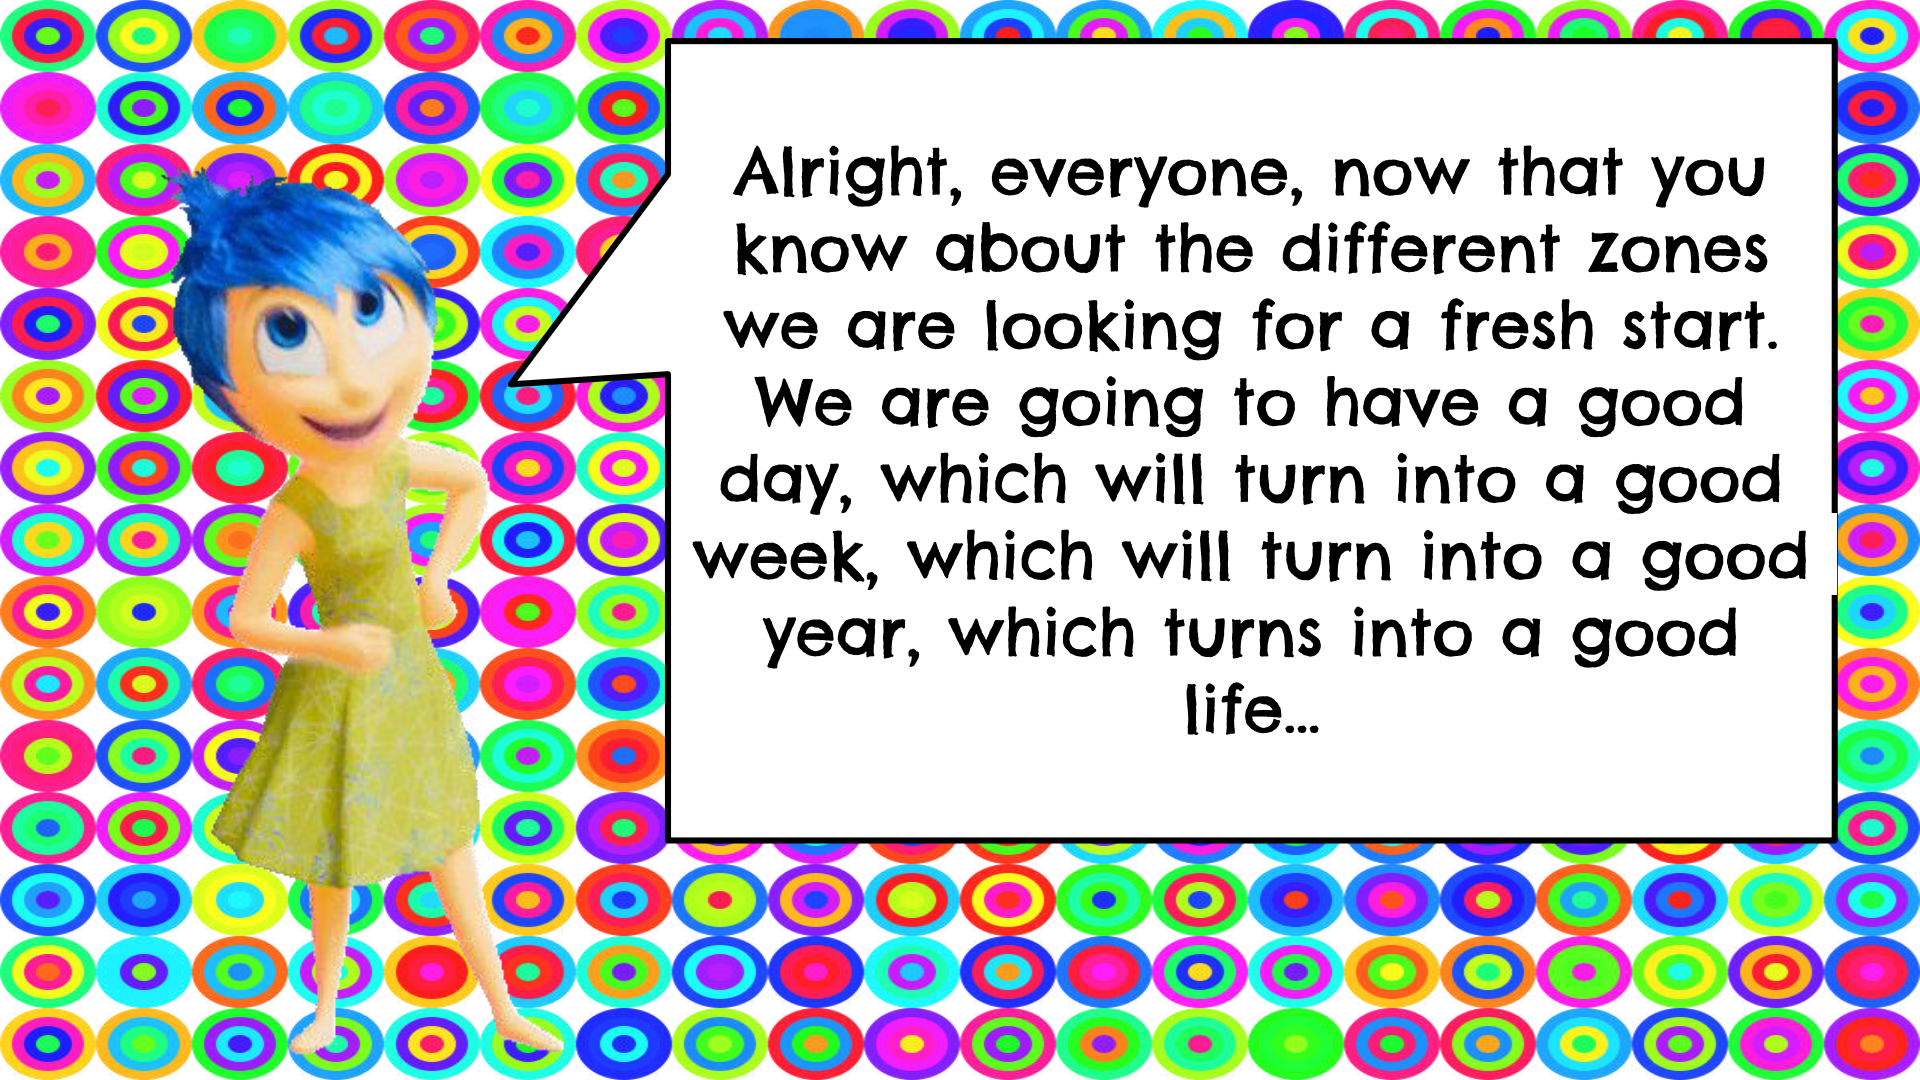 Alright, everyone, now that you
know about the different zones
we are looking for a fresh start.
We are going to have a good
day, which will turn into a good
week, which will turn into a good
year, which turns into a good
life...